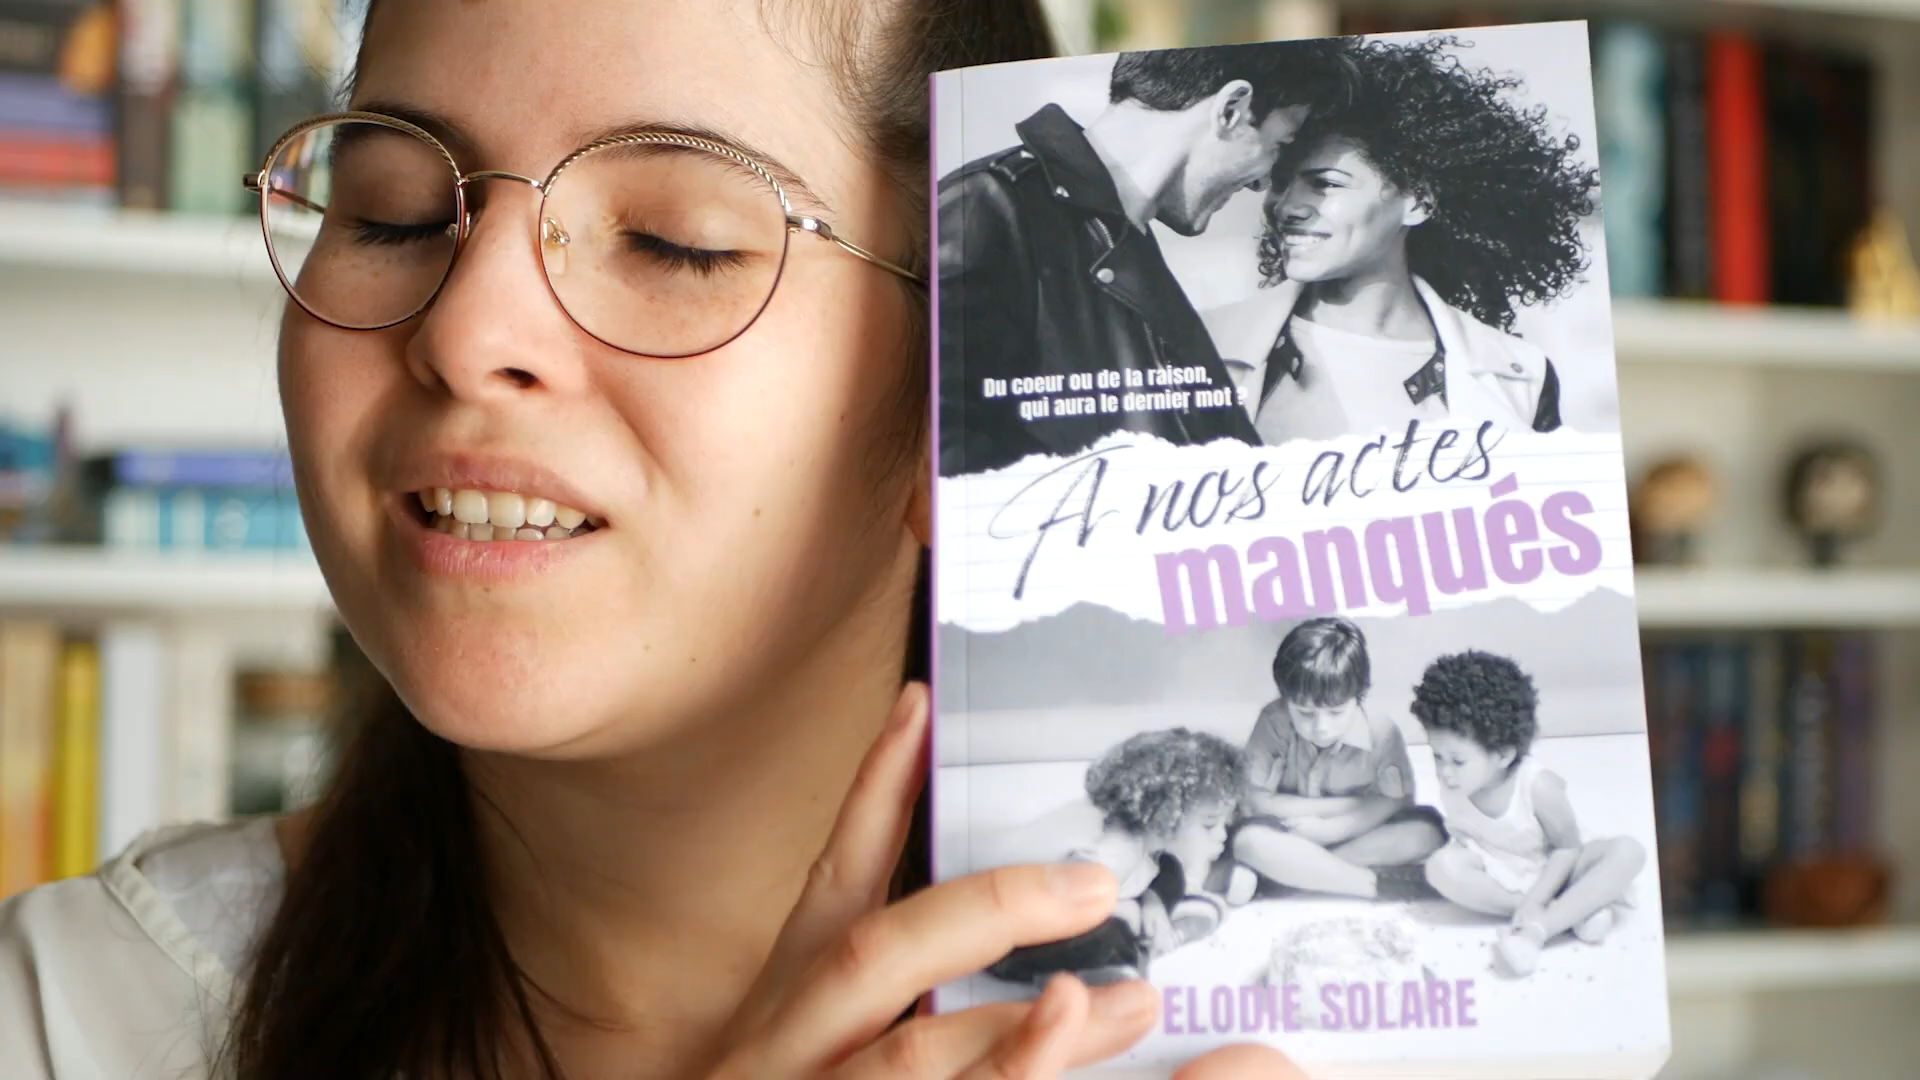 Du coeur ou de la raison,
qui aura le dernier mot ?
A nos actes
manqués
ELODIE SOLARE